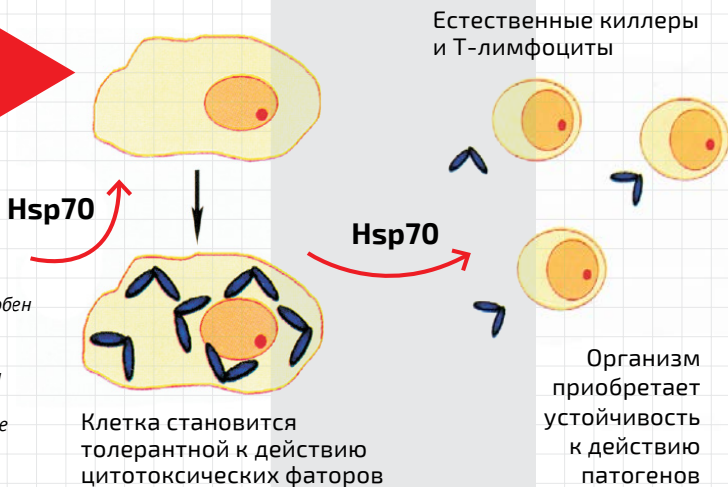 Естественные киллеры
и Т-лимфоциты
Hsp70
Hsp70
Клетка становится
толерантной к действию
цитотоксических фаторов
Организм
приобретает
устойчивость
к действию
патогенов